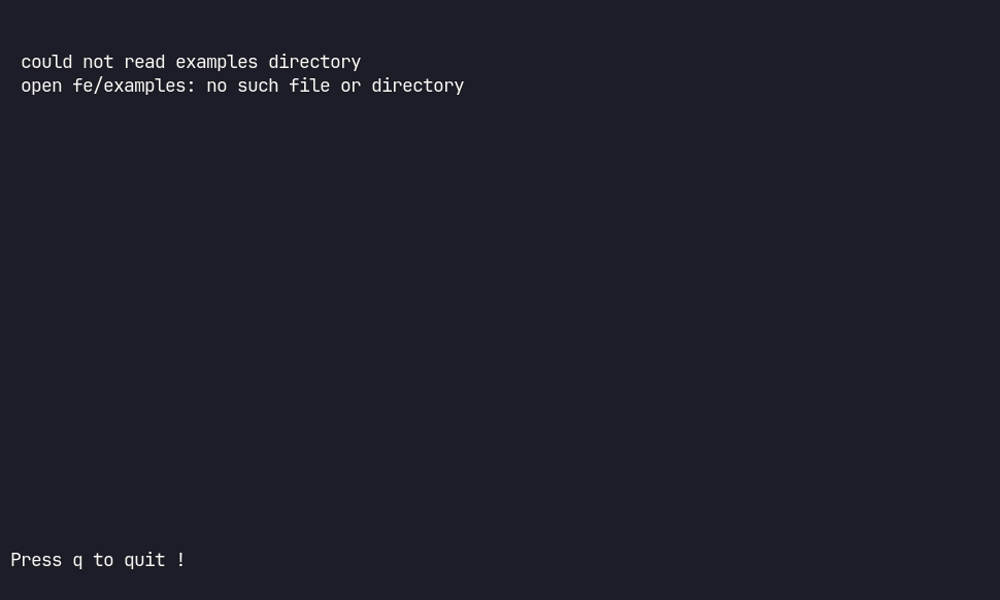 could not read examples directory
open fe/examples: no such file or directory
Press q to quit !